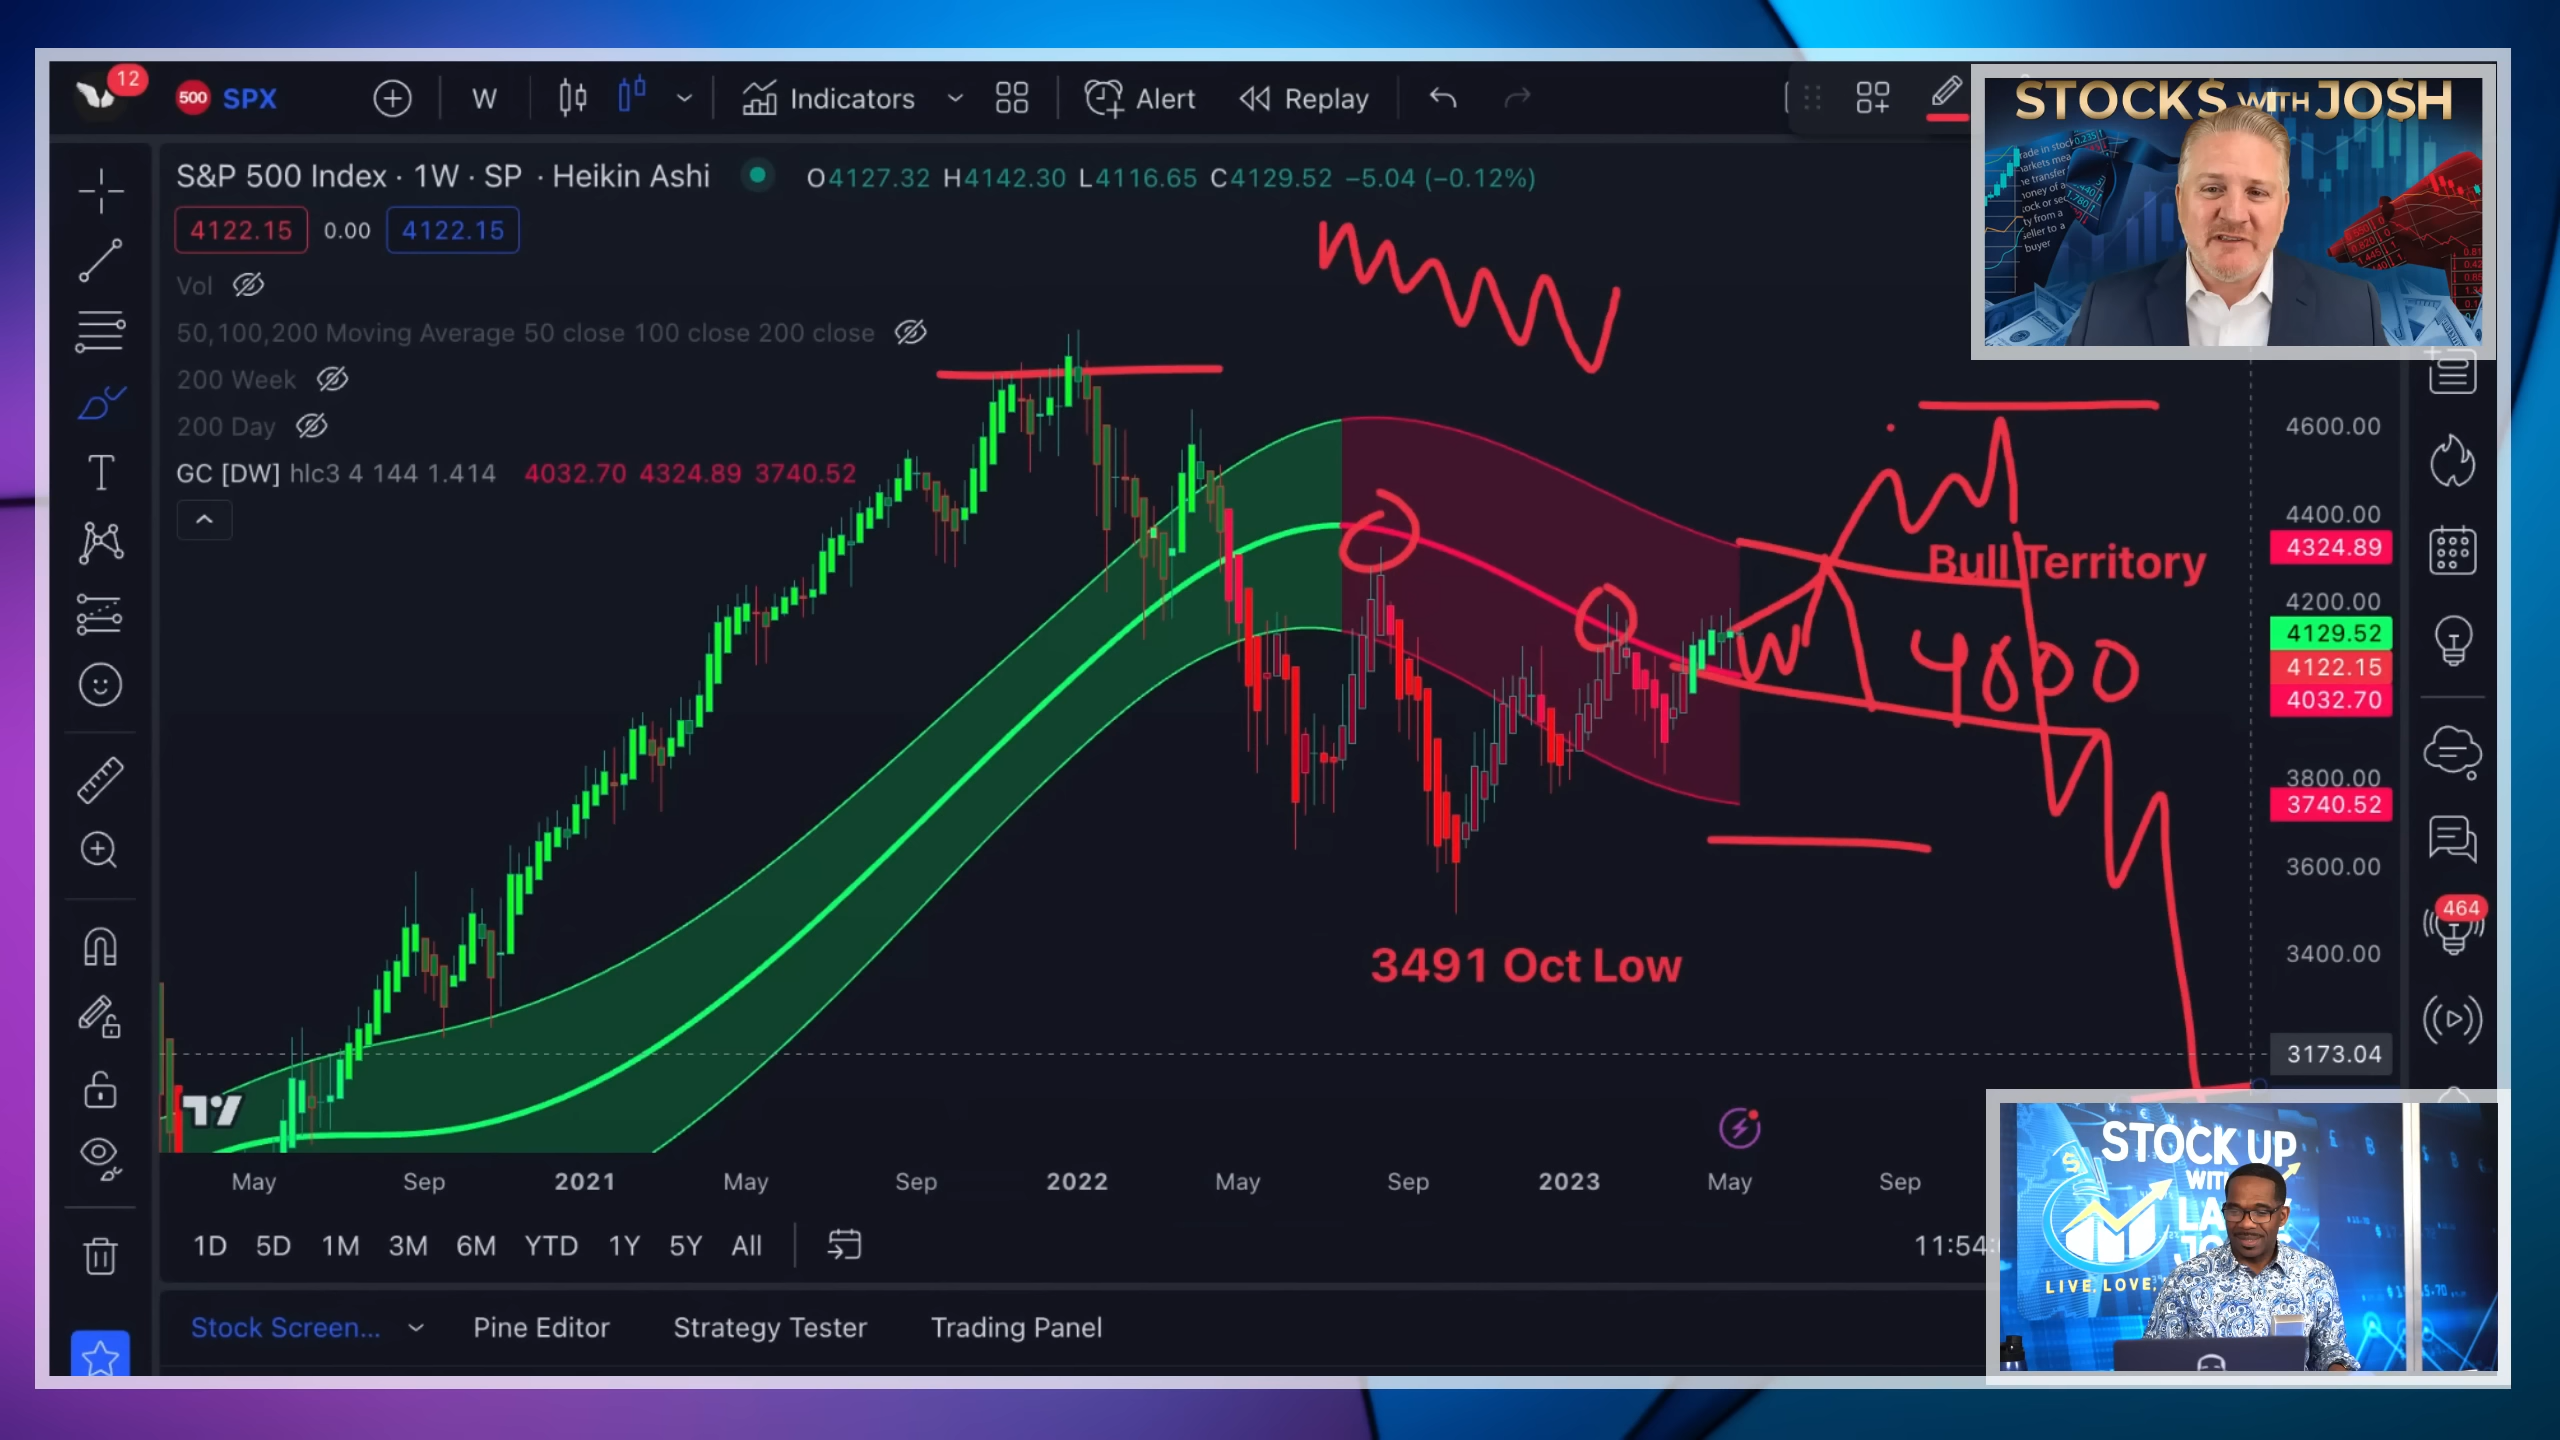 12
500 SPX
W
Indicators
Alert
Replay
S&P 500 Index · 1W · SP · Heikin Ashi
O4127.32 H4142.30 L4116.65 C4129.52 −5.04 (−0.12%)
4122.15 0.00 4122.15
Vol
50,100,200 Moving Average 50 close 100 close 200 close
200 Week
200 Day
GC [DW] hlc3 4 144 1.414 4032.70 4324.89 3740.52
STOCKS WITH JOSH
Bull Territory
4000
3491 Oct Low
4600.00
4400.00
4324.89
4200.00
4129.52
4122.15
4032.70
3800.00
3740.52
3600.00
3400.00
3173.04
464
May Sep 2021 May Sep 2022 May Sep 2023 May Sep
1D 5D 1M 3M 6M YTD 1Y 5Y All
11:54:
Stock Screen... Pine Editor Strategy Tester Trading Panel
STOCK UP
LIVE. LOVE,